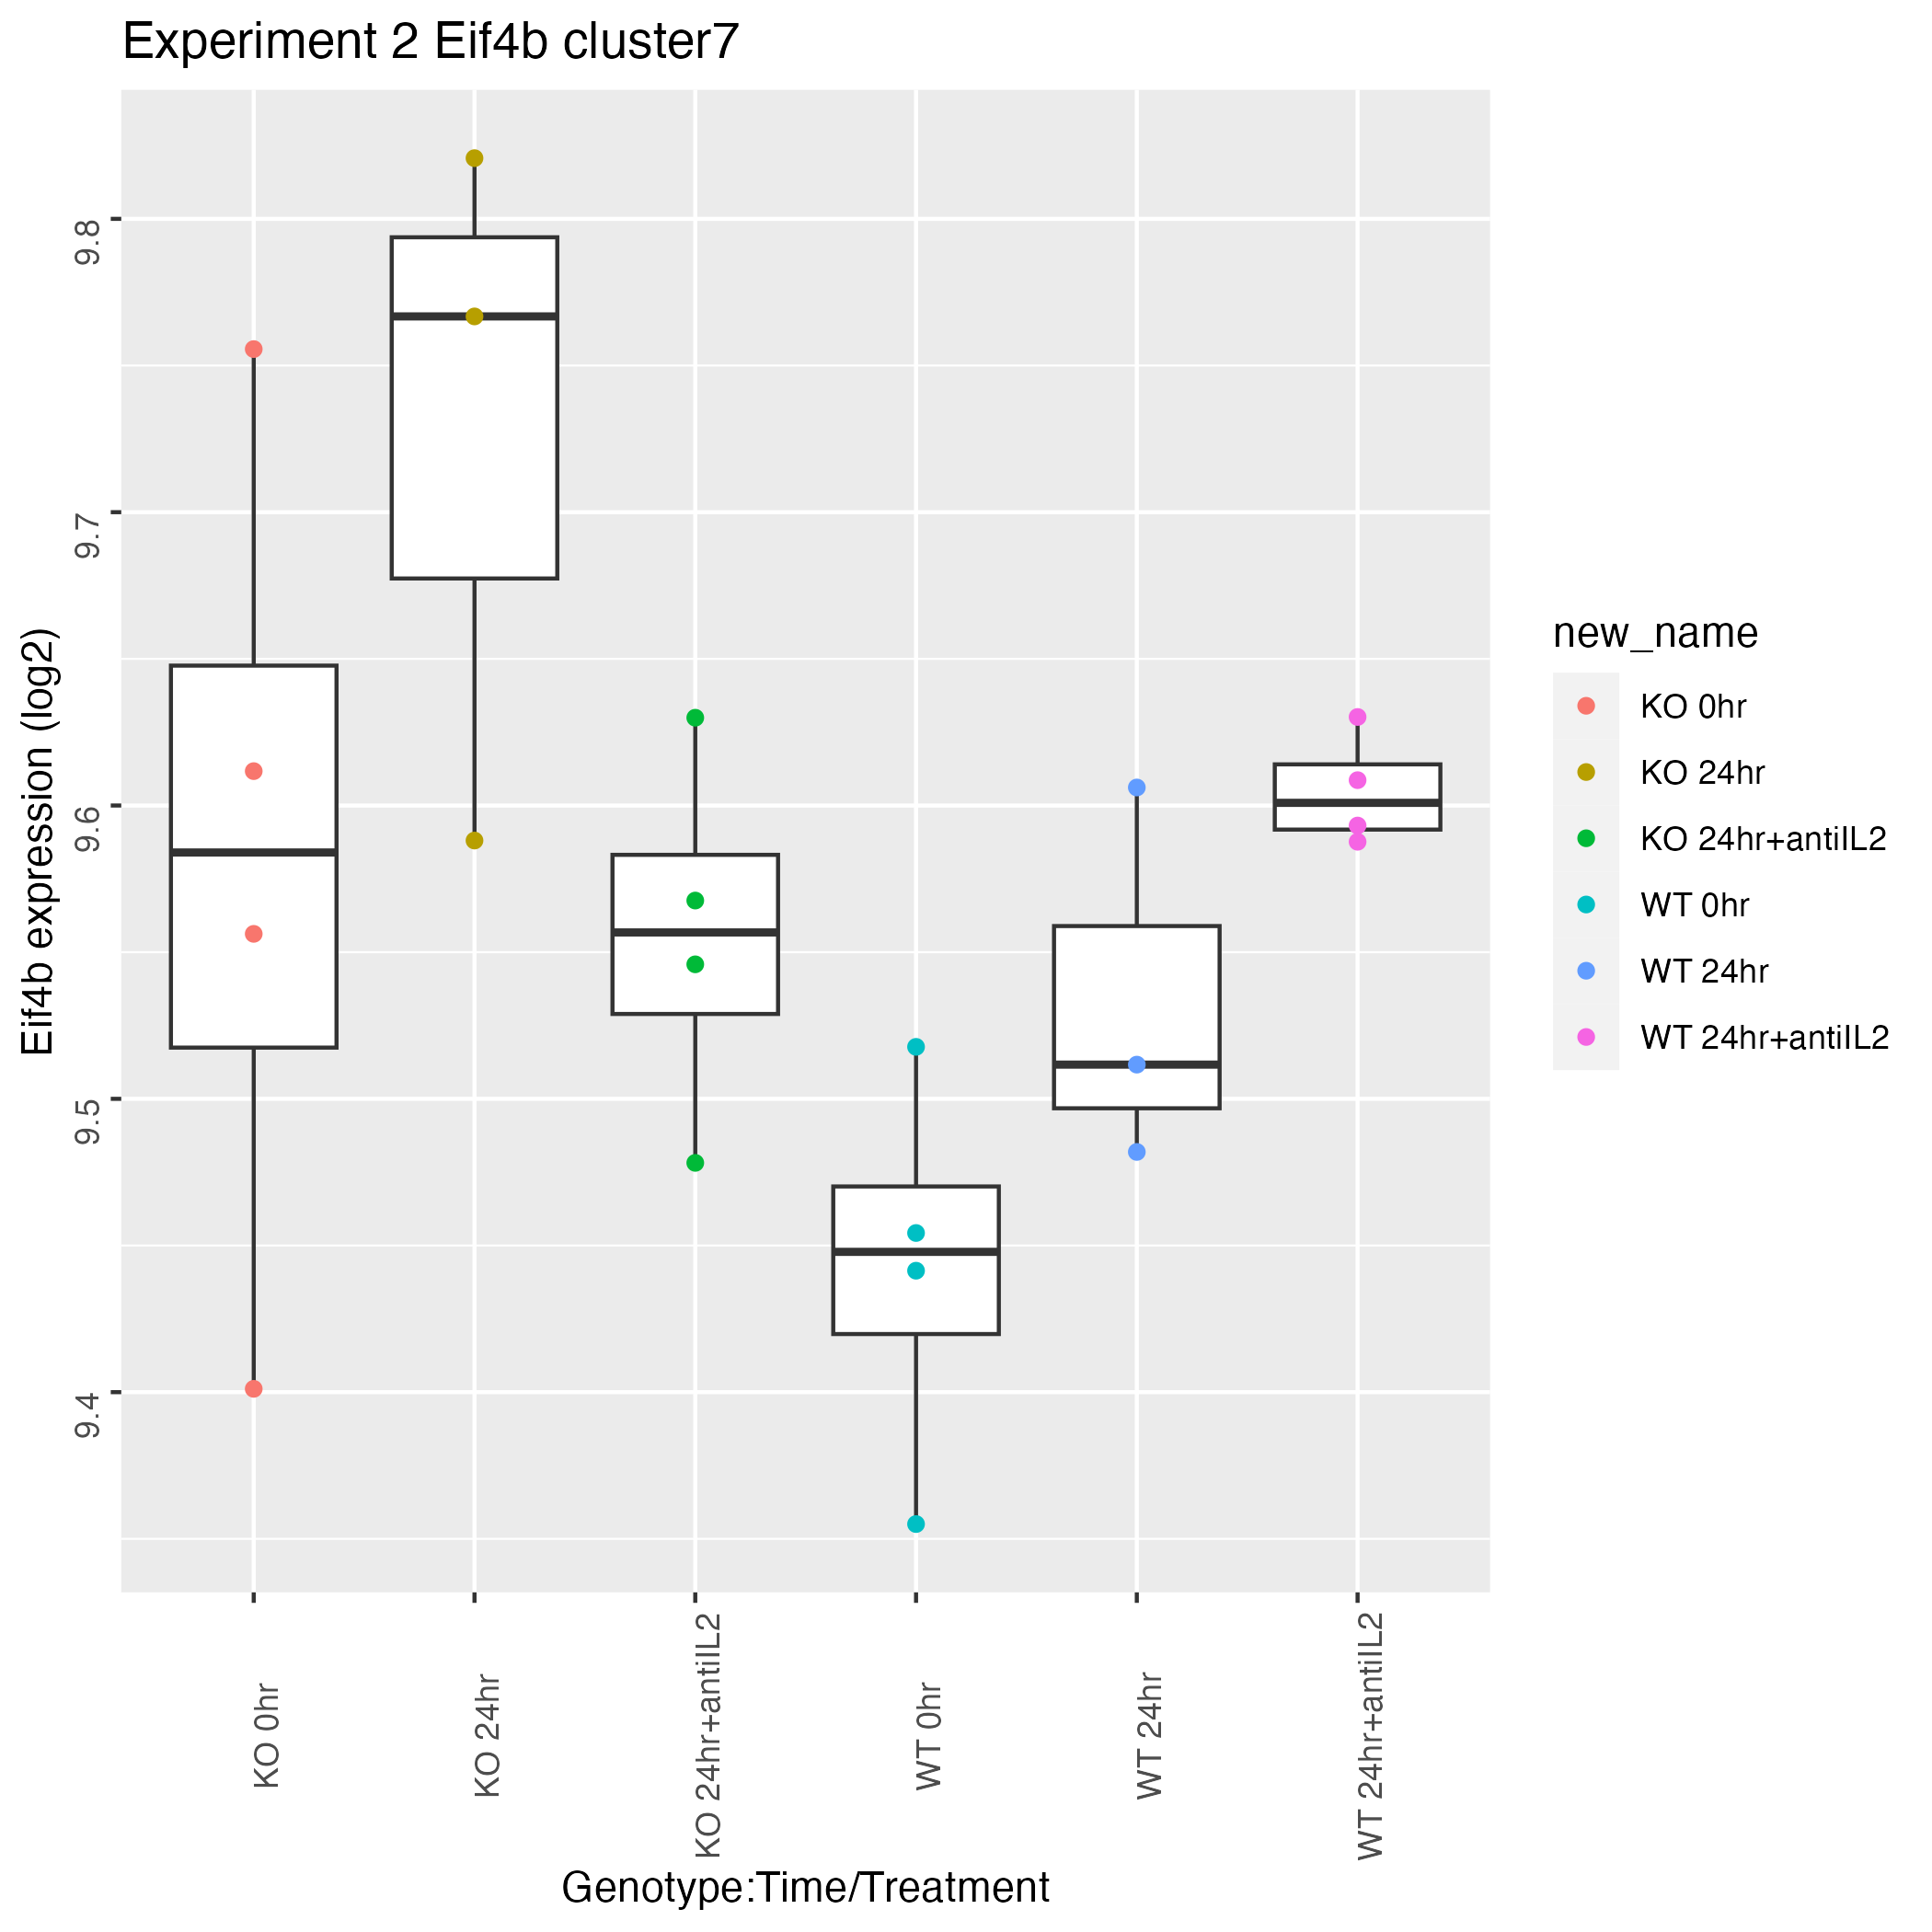 Experiment 2 Eif4b cluster7
Eif4b expression (log2)
9.8
9.7
9.6
9.5
9.4
KO 0hr
KO 24hr
KO 24hr+antiIL2
WT 0hr
WT 24hr
WT 24hr+antiIL2
Genotype:Time/Treatment
new_name
KO 0hr
KO 24hr
KO 24hr+antiIL2
WT 0hr
WT 24hr
WT 24hr+antiIL2